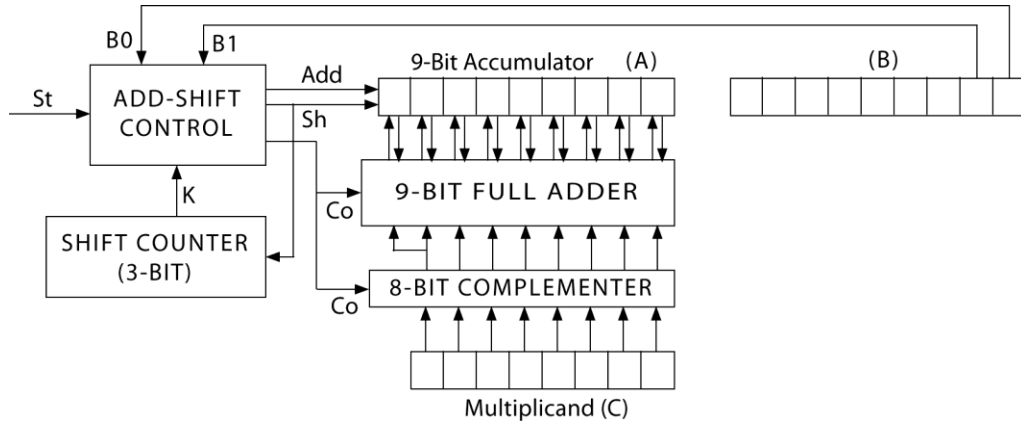 B0
B1
9-Bit Accumulator (A)
(B)
Add
St
ADD-SHIFT
CONTROL
Sh
K
9-BIT FULL ADDER
Co
SHIFT COUNTER
(3-BIT)
8-BIT COMPLEMENTER
Co
Multiplicand (C)